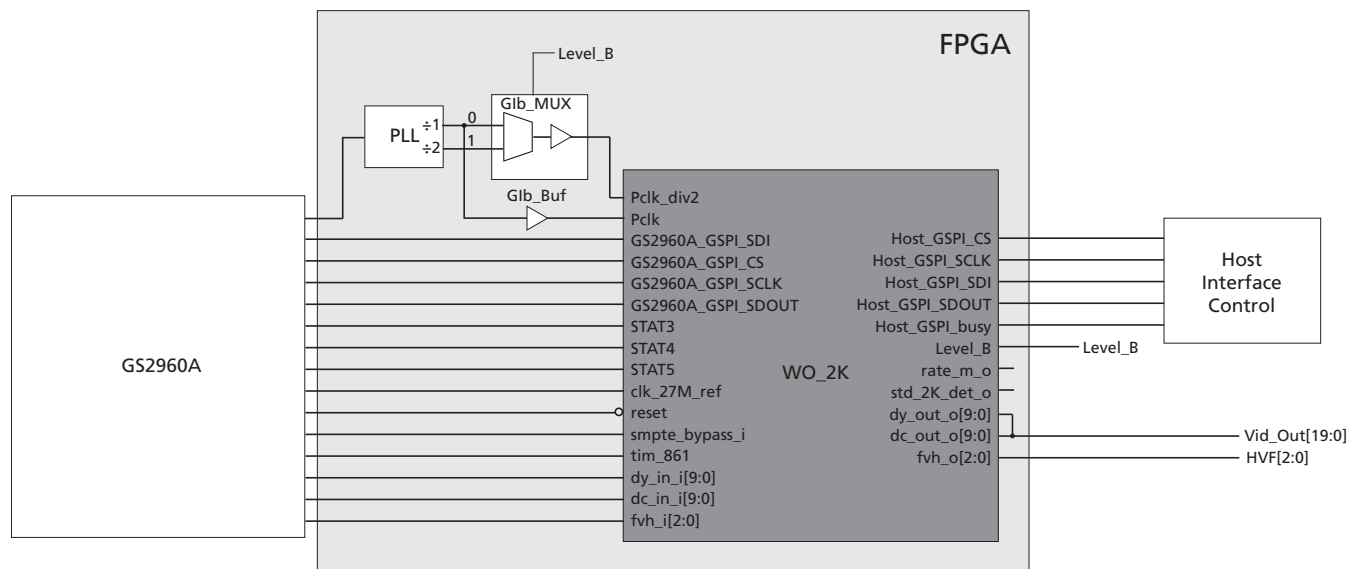 FPGA
Level_B
Glb_MUX
PLL
÷1
÷2
0
1
Glb_Buf
Pclk_div2
Pclk
GS2960A_GSPI_SDI
GS2960A_GSPI_CS
GS2960A_GSPI_SCLK
GS2960A_GSPI_SDOUT
STAT3
STAT4
STAT5
clk_27M_ref
reset
smpte_bypass_i
tim_861
dy_in_i[9:0]
dc_in_i[9:0]
fvh_i[2:0]
GS2960A
WO_2K
Host_GSPI_CS
Host_GSPI_SCLK
Host_GSPI_SDI
Host_GSPI_SDOUT
Host_GSPI_busy
Level_B
rate_m_o
std_2K_det_o
dy_out_o[9:0]
dc_out_o[9:0]
fvh_o[2:0]
Host
Interface
Control
Level_B
Vid_Out[19:0]
HVF[2:0]